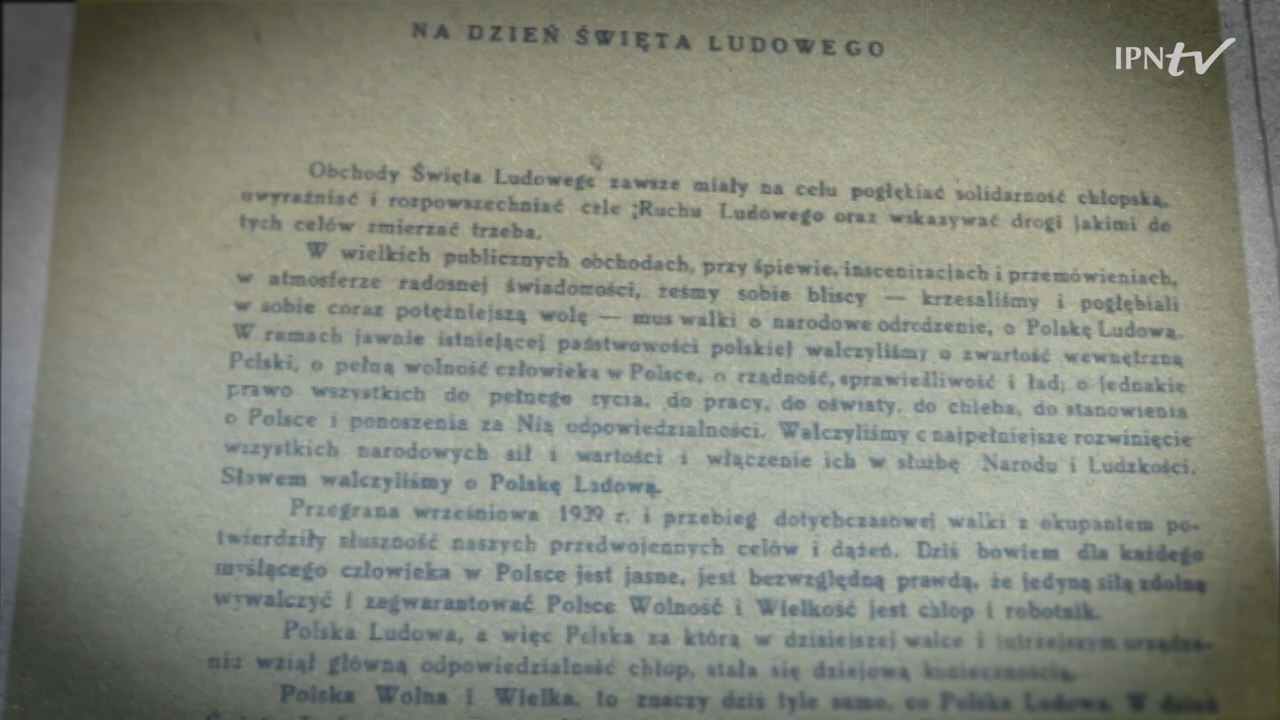 NA DZIEŃ ŚWIĘTA LUDOWEGO
IPNtv
Obchody Święta Ludowego zawsze miały na celu pogłębiać solidarność chłopską,
uwyraźniać i rozpowszechniać cele Ruchu Ludowego oraz wskazywać drogi jakimi do
tych celów zmierzać trzeba.
W wielkich publicznych obchodach, przy śpiewie, inscenizacjach i przemówieniach,
w atmosferze radosnej świadomości, żeśmy sobie bliscy — krzesaliśmy i pogłębiali
w sobie coraz potężniejszą wolę — mus walki o narodowe odrodzenie, o Polskę Ludową.
W ramach jawnie istniejącej państwowości polskiej walczyliśmy o zwartość wewnętrzną
Polski, o pełną wolność człowieka w Polsce, o rządność, sprawiedliwość i ład; o jednakie
prawo wszystkich do pełnego życia, do pracy, do oświaty, do chleba, do stanowienia
o Polsce i ponoszenia za Nią odpowiedzialności. Walczyliśmy o najpełniejsze rozwinięcie
wszystkich narodowych sił i wartości i włączenie ich w służbę Narodu i Ludzkości.
Słowem walczyliśmy o Polskę Ludową.
Przegrana wrześniowa 1939 r. i przebieg dotychczasowej walki z okupantem po-
twierdziły słuszność naszych przedwojennych celów i dążeń. Dziś bowiem dla każdego
myślącego człowieka w Polsce jest jasne, jest bezwzględną prawdą, że jedyną siłą zdolną
wywalczyć i zagwarantować Polsce Wolność i Wielkość jest chłop i robotnik.
Polska Ludowa, a więc Polska za którą w dzisiejszej walce i jutrzejszym urządze-
niu wziął główną odpowiedzialność chłop, stała się dziejową koniecznością.
Polska Wolna i Wielka, to znaczy dziś tyle samo, co Polska Ludowa. W dzień